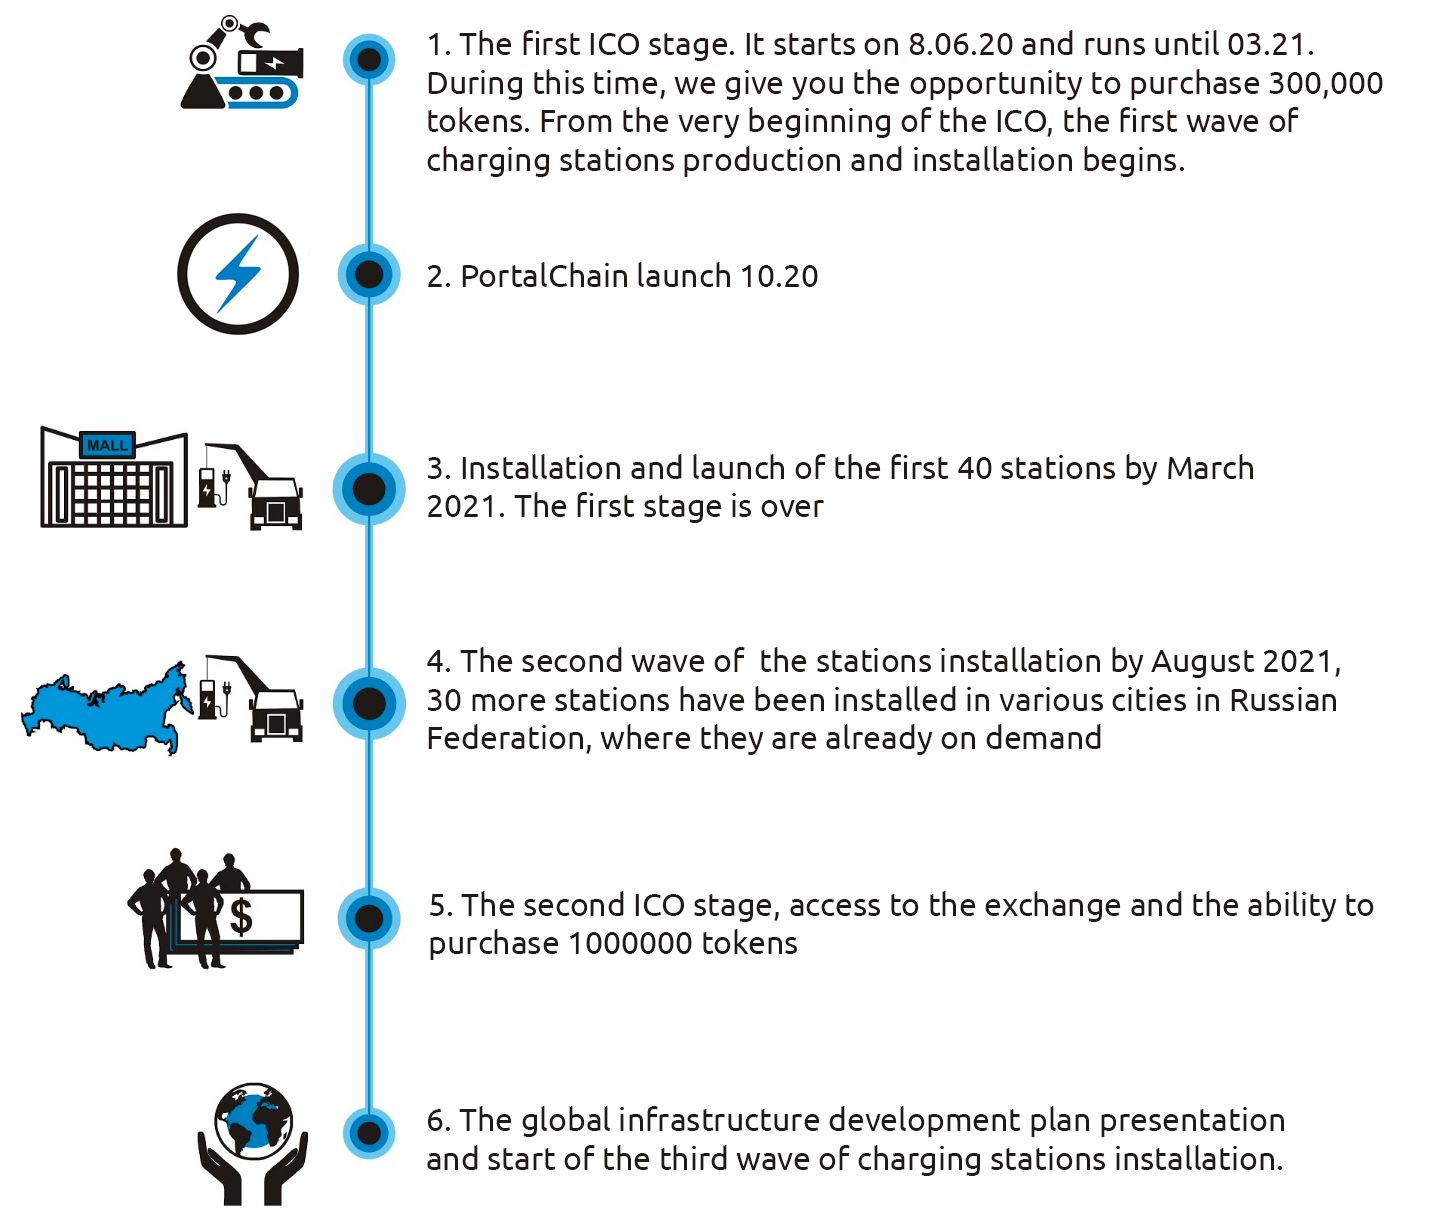 1. The first ICO stage. It starts on 8.06.20 and runs until 03.21.
During this time, we give you the opportunity to purchase 300,000
tokens. From the very beginning of the ICO, the first wave of
charging stations production and installation begins.
2. PortalChain launch 10.20
MALL
3. Installation and launch of the first 40 stations by March
2021. The first stage is over
4. The second wave of  the stations installation by August 2021,
30 more stations have been installed in various cities in Russian
Federation, where they are already on demand
$
5. The second ICO stage, access to the exchange and the ability to
purchase 1000000 tokens
6. The global infrastructure development plan presentation
and start of the third wave of charging stations installation.